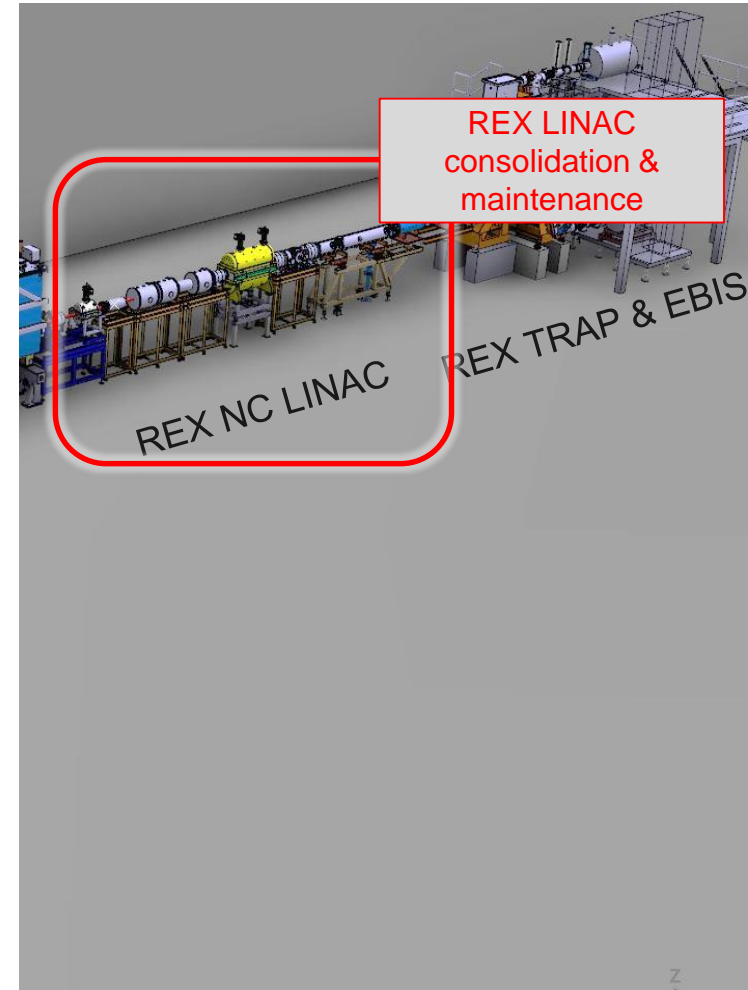 REX LINAC
consolidation &
maintenance
REX TRAP & EBIS
REX NC LINAC
Z